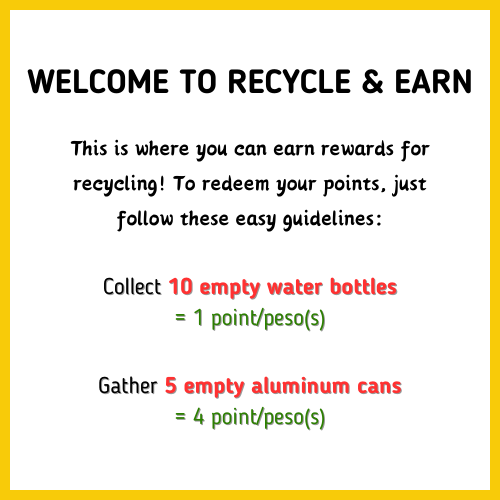 WELCOME TO RECYCLE & EARN
This is where you can earn rewards for
recycling! To redeem your points, just
follow these easy guidelines:
Collect 10 empty water bottles
= 1 point/peso(s)
Gather 5 empty aluminum cans
= 4 point/peso(s)